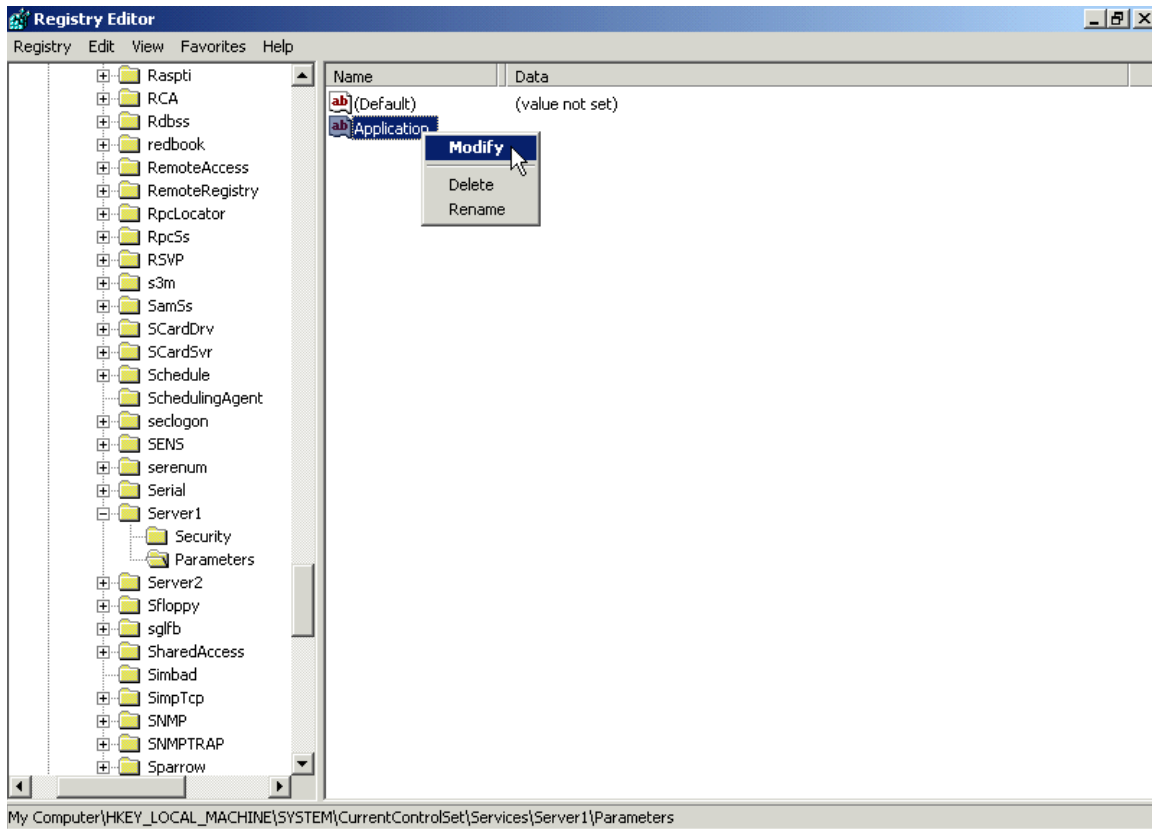 Registry Editor
Registry Edit View Favorites Help
Name Data
(Default) (value not set)
Application
Modify
Delete
Rename
Raspti
RCA
Rdbss
redbook
RemoteAccess
RemoteRegistry
RpcLocator
RpcSs
RSVP
s3m
SamSs
SCardDrv
SCardSvr
Schedule
SchedulingAgent
seclogon
SENS
serenum
Serial
Server1
Security
Parameters
Server2
Sfloppy
sglfb
SharedAccess
Simbad
SimpTcp
SNMP
SNMPTRAP
Sparrow
My Computer\HKEY_LOCAL_MACHINE\SYSTEM\CurrentControlSet\Services\Server1\Parameters